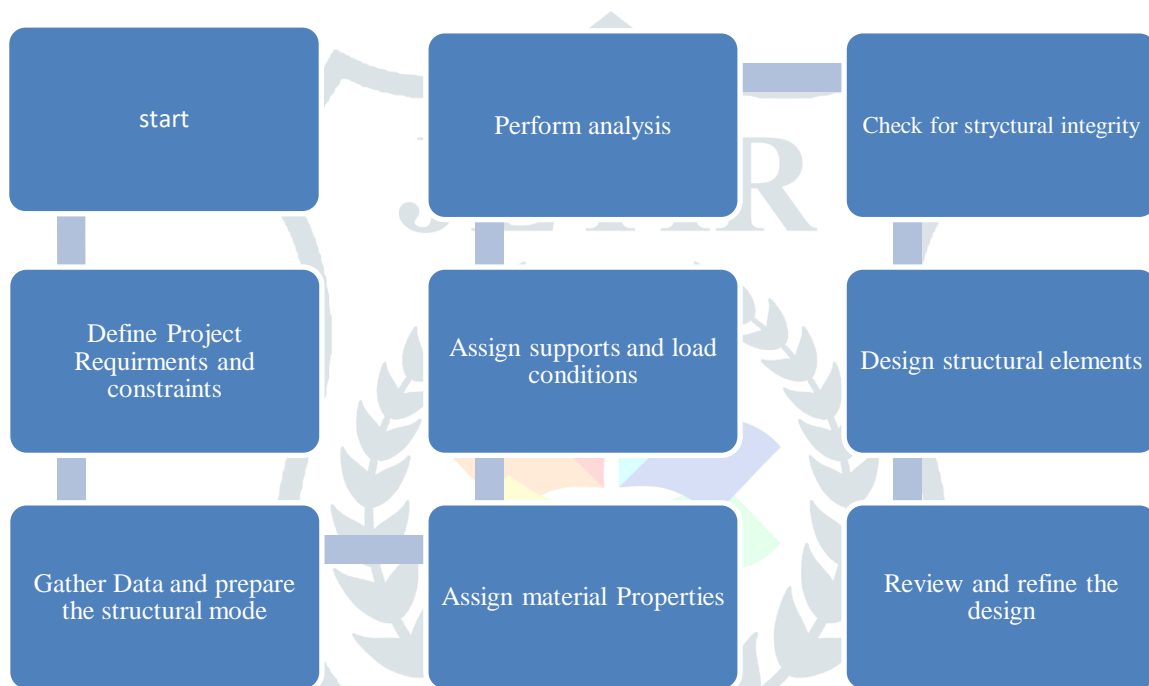 start
Define Project
Requirments and
constraints
Gather Data and prepare
the structural mode
Assign material Properties
Assign supports and load
conditions
Perform analysis
Check for stryctural integrity
Design structural elements
Review and refine the
design